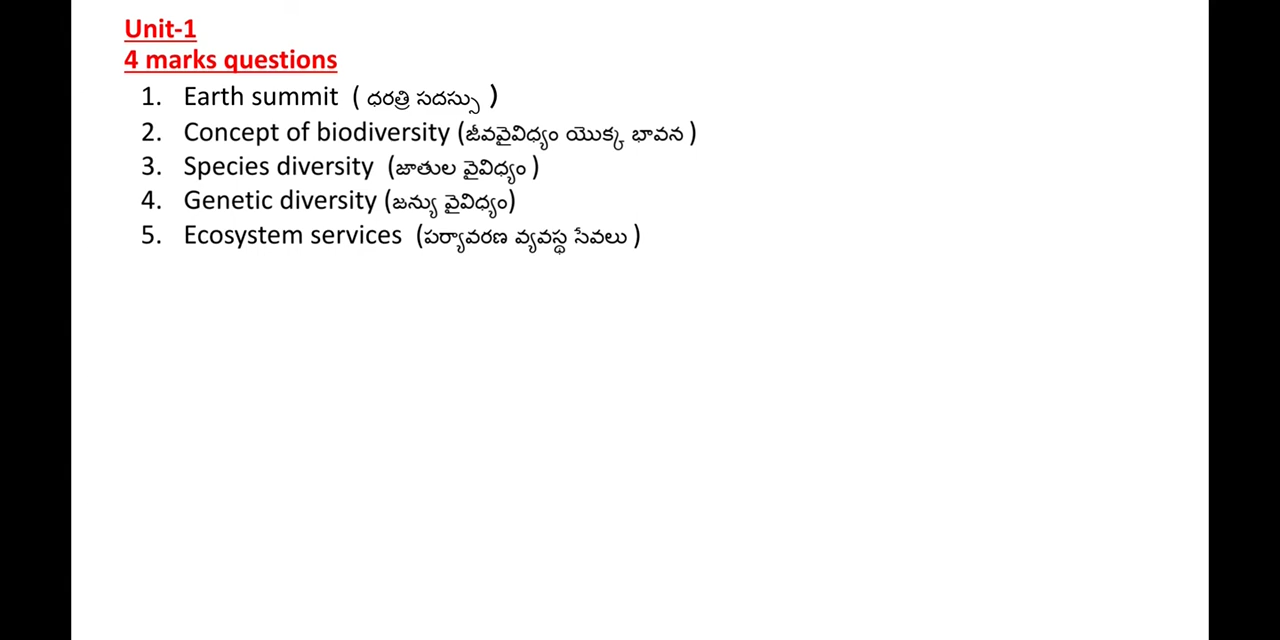 Unit-1
4 marks questions
1. Earth summit ( ధరత్రి సదస్సు )
2. Concept of biodiversity (జీవవైవిధ్యం యొక్క భావన )
3. Species diversity (జాతుల వైవిధ్యం )
4. Genetic diversity (జన్యు వైవిధ్యం)
5. Ecosystem services (పర్యావరణ వ్యవస్థ సేవలు )